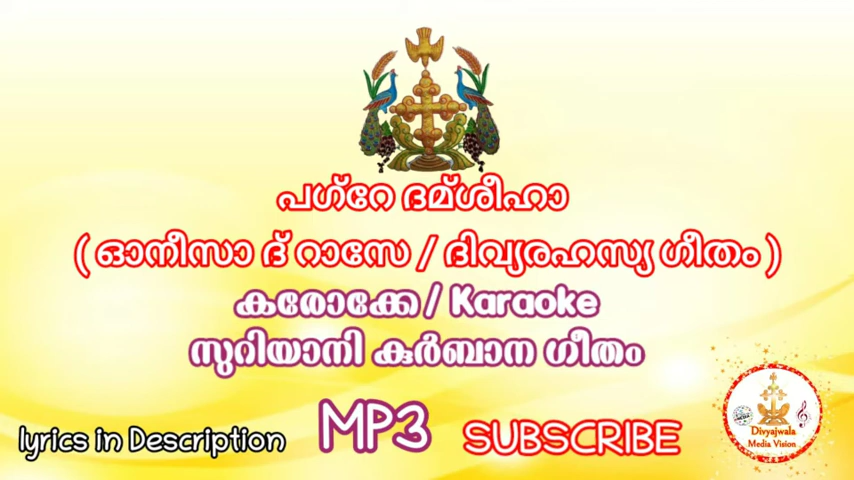 പഗ്റേ ദമ്ശീഹാ
( ഓനീസാ ദ് റാസേ / ദിവ്യരഹസ്യ ഗീതം )
കരോക്കേ / Karaoke
സുറിയാനി കുർബാന ഗീതം
lyrics in Description
MP3
SUBSCRIBE
Divyajwala
Media Vision